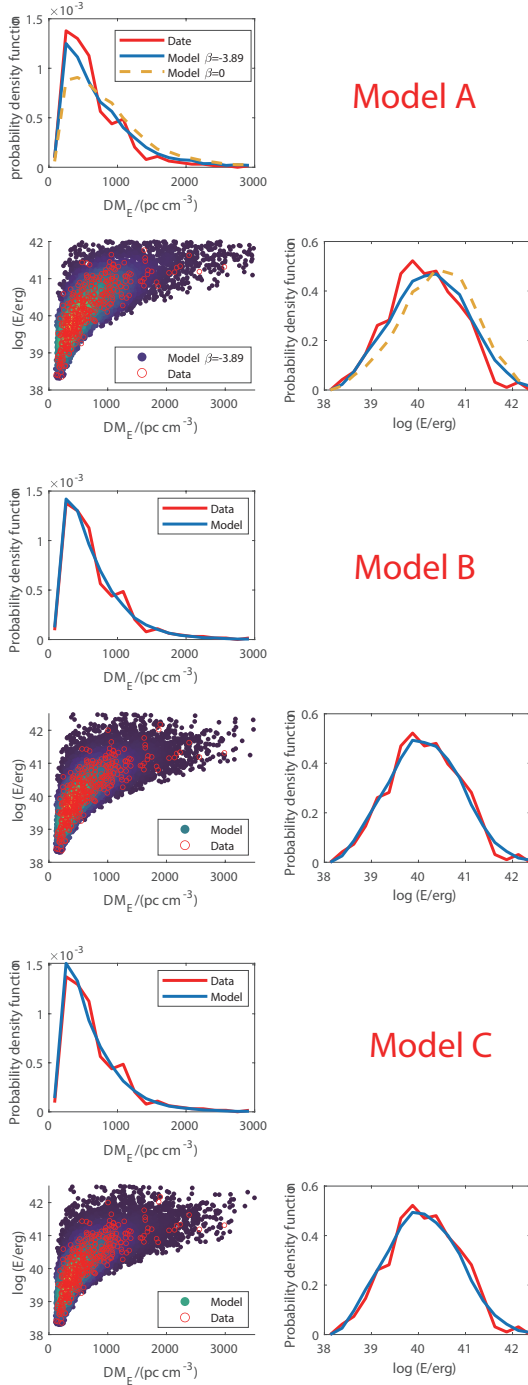 ×10⁻³
1.5
1
0.5
0
probability density function
Date
Model β=-3.89
Model β=0
0 1000 2000 3000
DM_E/(pc cm⁻³)
Model A
42
41
40
39
38
log (E/erg)
Model β=-3.89
Data
0 1000 2000 3000
DM_E/(pc cm⁻³)
0.6
0.4
0.2
0
Probability density function
38 39 40 41 42
log (E/erg)
×10⁻³
1.5
1
0.5
0
Probability density function
Data
Model
0 1000 2000 3000
DM_E/(pc cm⁻³)
Model B
42
41
40
39
38
log (E/erg)
Model
Data
0 1000 2000 3000
DM_E/(pc cm⁻³)
0.6
0.4
0.2
0
Probability density function
38 39 40 41 42
log (E/erg)
×10⁻³
1.5
1
0.5
0
Probability density function
Data
Model
0 1000 2000 3000
DM_E/(pc cm⁻³)
Model C
42
41
40
39
38
log (E/erg)
Model
Data
0 1000 2000 3000
DM_E/(pc cm⁻³)
0.6
0.4
0.2
0
Probability density function
38 39 40 41 42
log (E/erg)